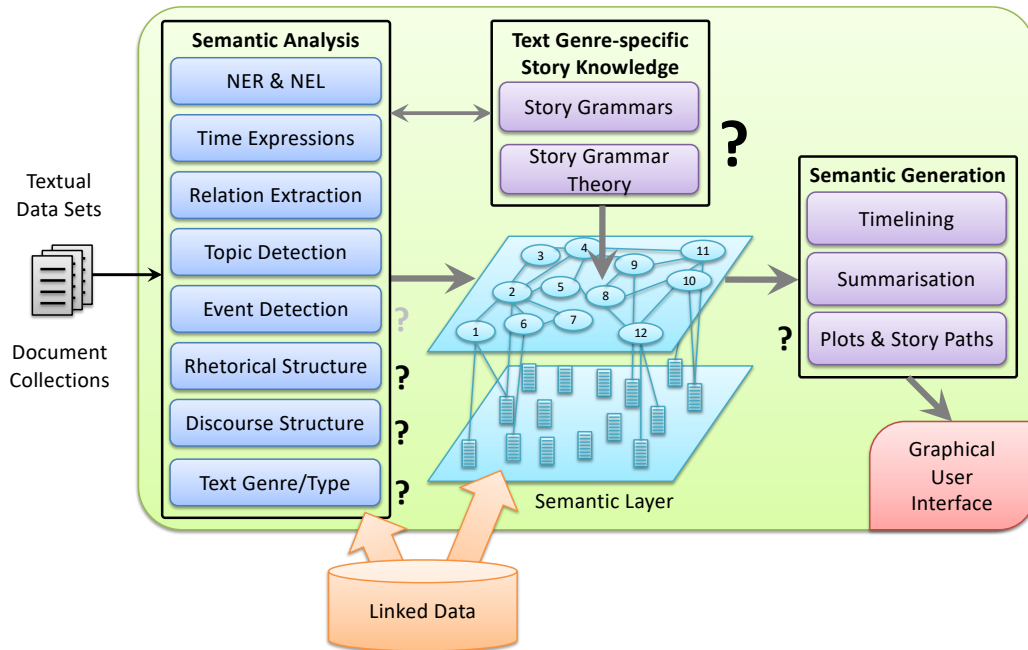 Semantic Analysis
NER & NEL
Time Expressions
Relation Extraction
Topic Detection
Event Detection
?
Rhetorical Structure
?
Discourse Structure
?
Text Genre/Type
?
Textual
Data Sets
Document
Collections
Text Genre-specific
Story Knowledge
Story Grammars
Story Grammar
Theory
?
1
2
3
4
5
6
7
8
9
10
11
12
Semantic Layer
Semantic Generation
Timelining
Summarisation
?
Plots & Story Paths
Graphical
User
Interface
Linked Data